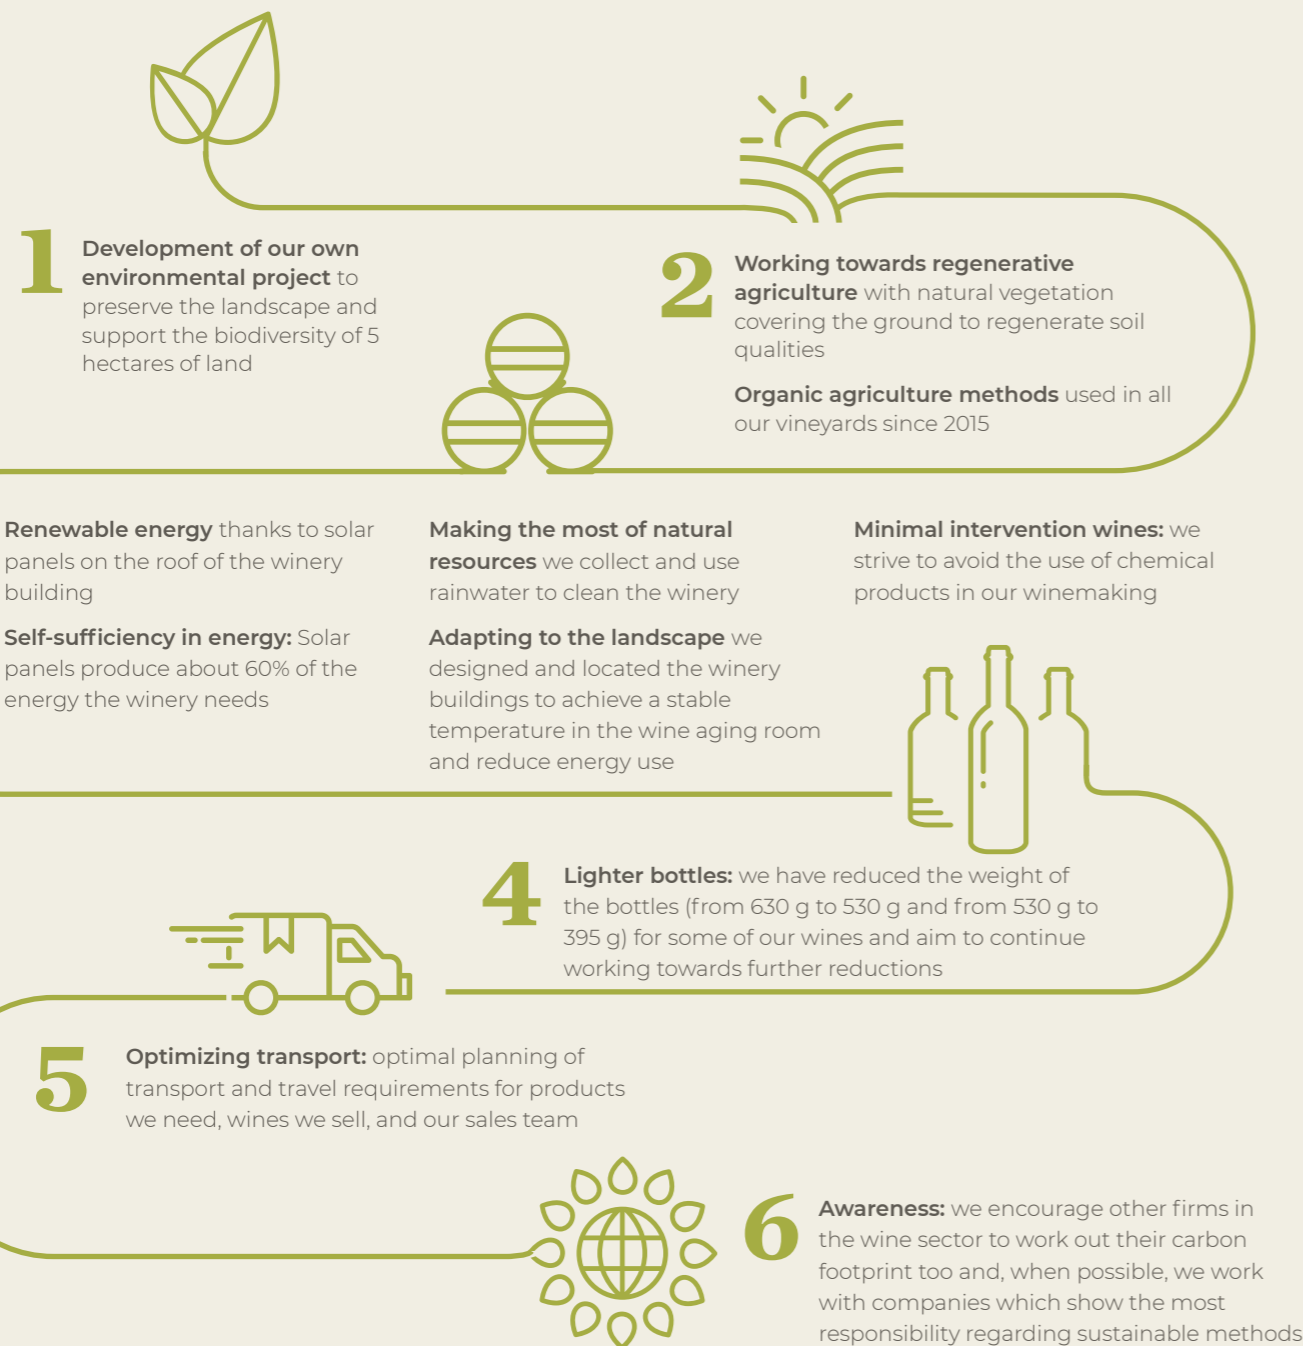 1
Development of our own
environmental project to
preserve the landscape and
support the biodiversity of 5
hectares of land
2
Working towards regenerative
agriculture with natural vegetation
covering the ground to regenerate soil
qualities
Organic agriculture methods used in all
our vineyards since 2015
Renewable energy thanks to solar
panels on the roof of the winery
building
Self-sufficiency in energy: Solar
panels produce about 60% of the
energy the winery needs
Making the most of natural
resources we collect and use
rainwater to clean the winery
Adapting to the landscape we
designed and located the winery
buildings to achieve a stable
temperature in the wine aging room
and reduce energy use
Minimal intervention wines: we
strive to avoid the use of chemical
products in our winemaking
4
Lighter bottles: we have reduced the weight of
the bottles (from 630 g to 530 g and from 530 g to
395 g) for some of our wines and aim to continue
working towards further reductions
5
Optimizing transport: optimal planning of
transport and travel requirements for products
we need, wines we sell, and our sales team
6
Awareness: we encourage other firms in
the wine sector to work out their carbon
footprint too and, when possible, we work
with companies which show the most
responsibility regarding sustainable methods